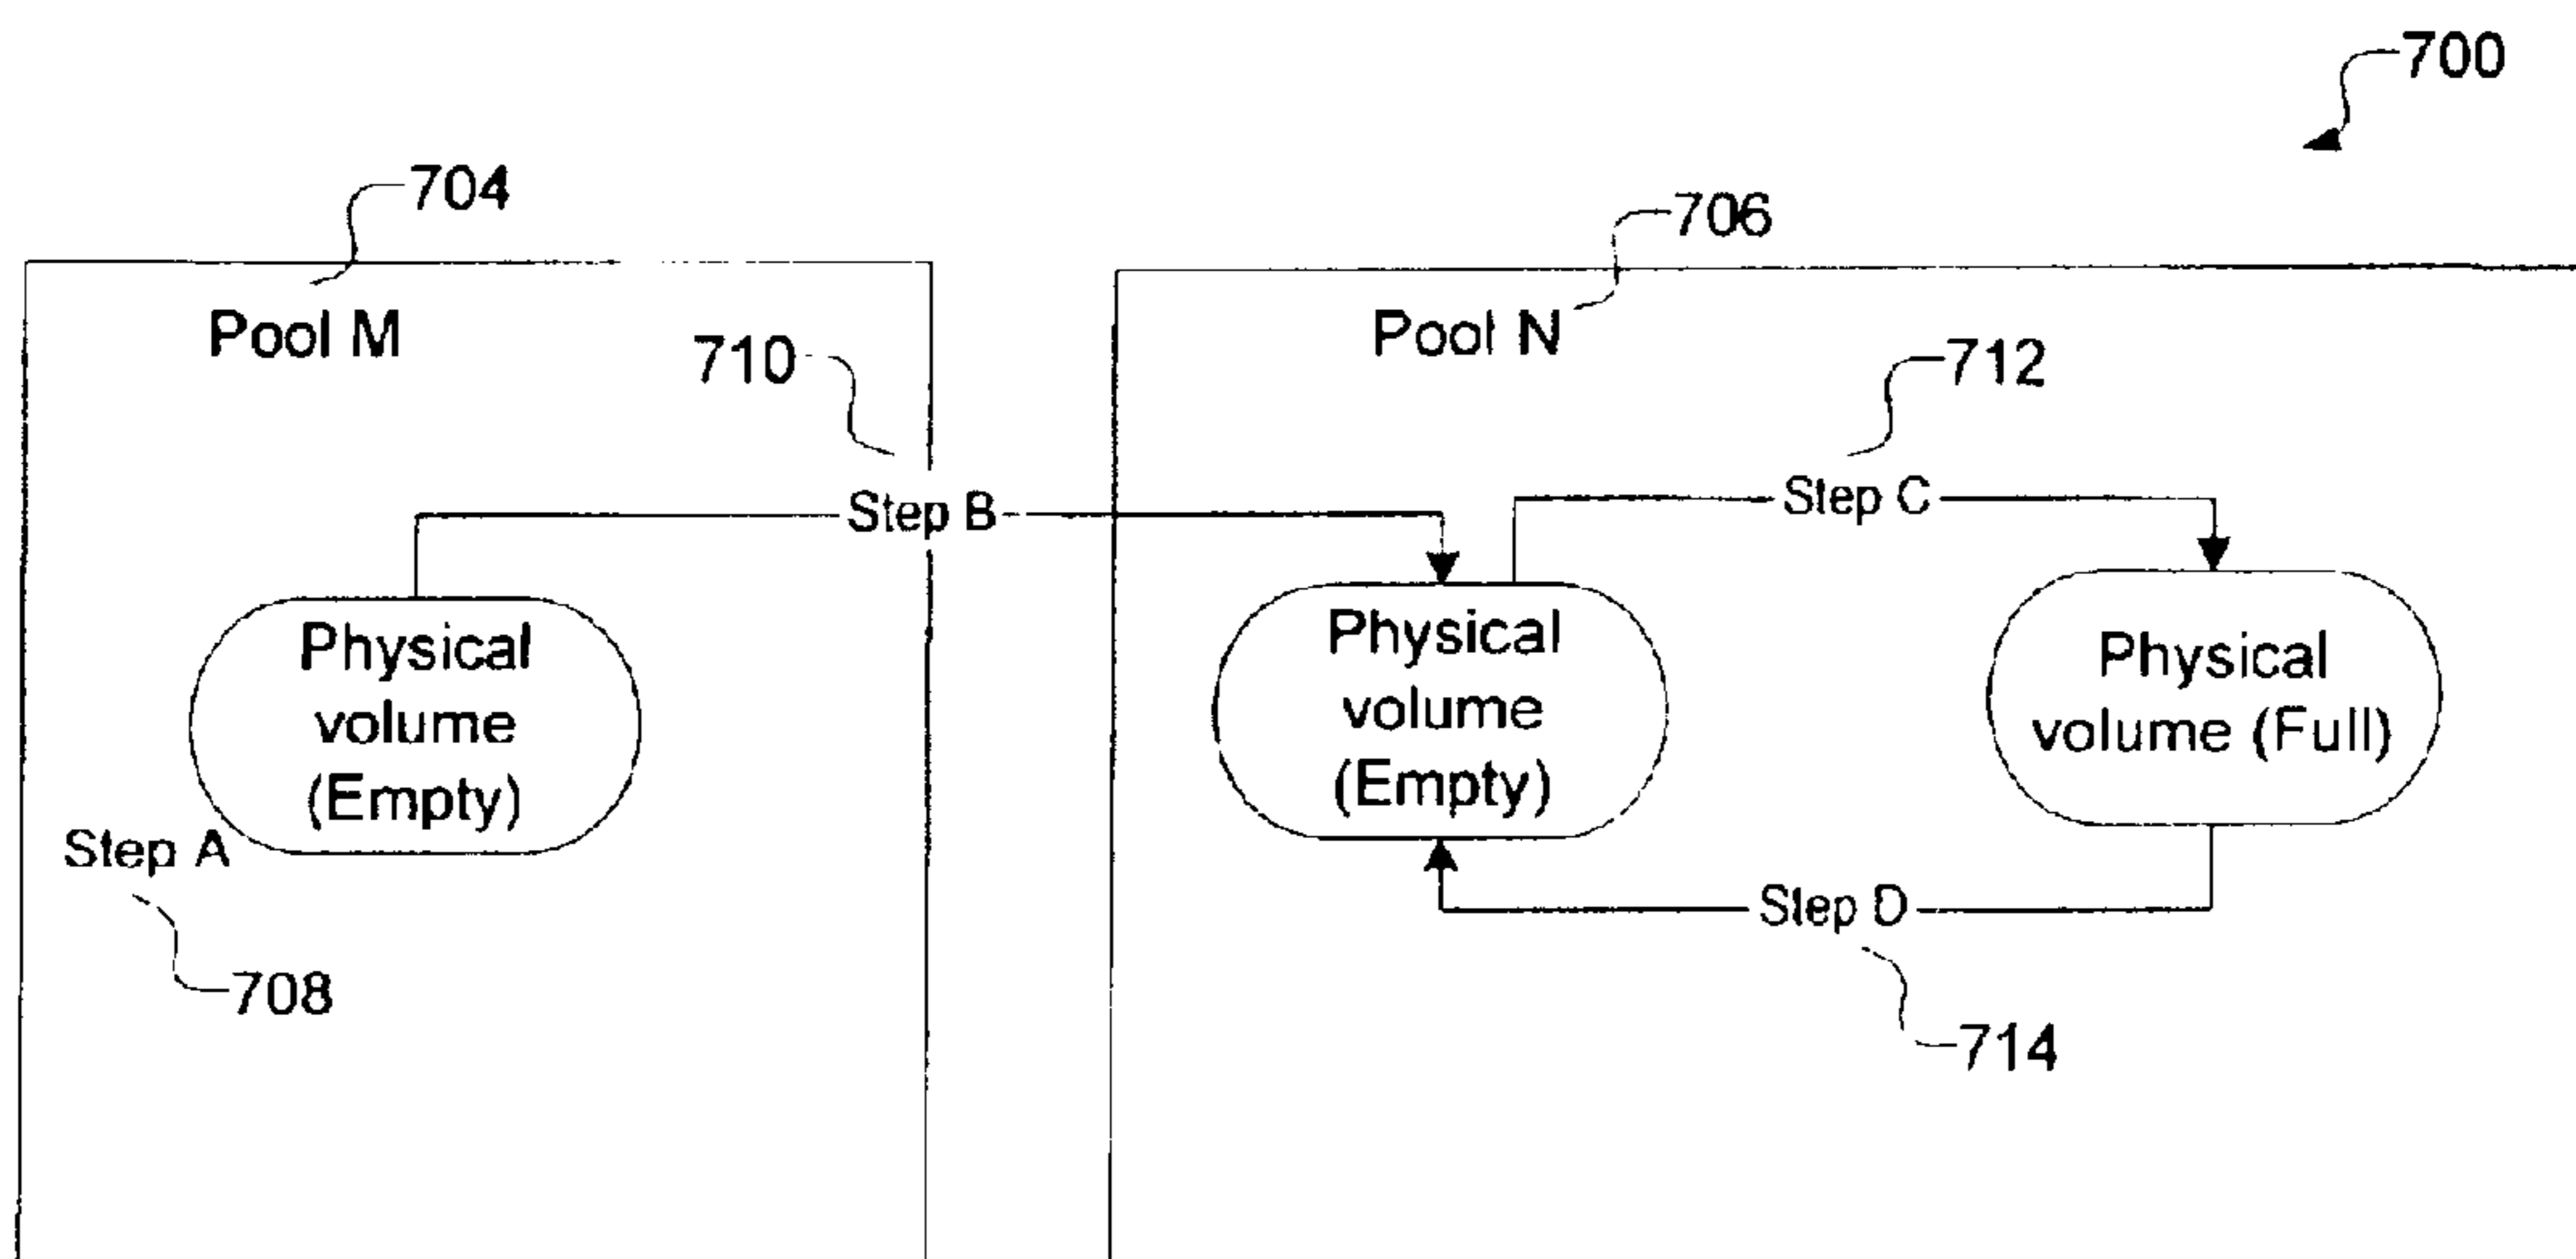 700
704
706
Pool M
Pool N
710
712
Step B
Step C
Physical
volume
(Empty)
Physical
volume
(Empty)
Physical
volume (Full)
Step A
Step D
708
714